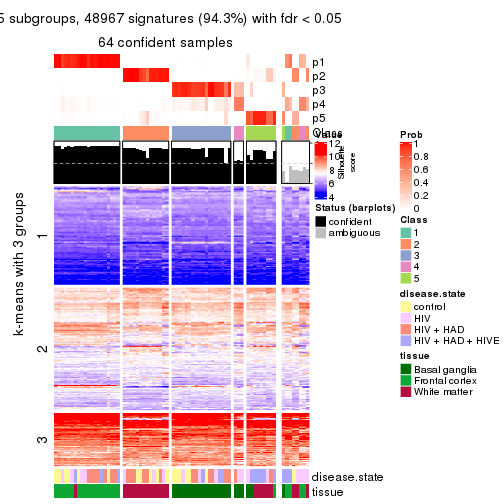 5 subgroups, 48967 signatures (94.3%) with fdr < 0.05
64 confident samples
p1
p2
p3
p4
p5
Class
k-means with 3 groups
1
2
3
Value
12
10
8
6
4
Silhouette
score
Status (barplots)
confident
ambiguous
Prob
1
0.8
0.6
0.4
0.2
0
Class
1
2
3
4
5
disease.state
control
HIV
HIV + HAD
HIV + HAD + HIVE
tissue
Basal ganglia
Frontal cortex
White matter
disease.state
tissue